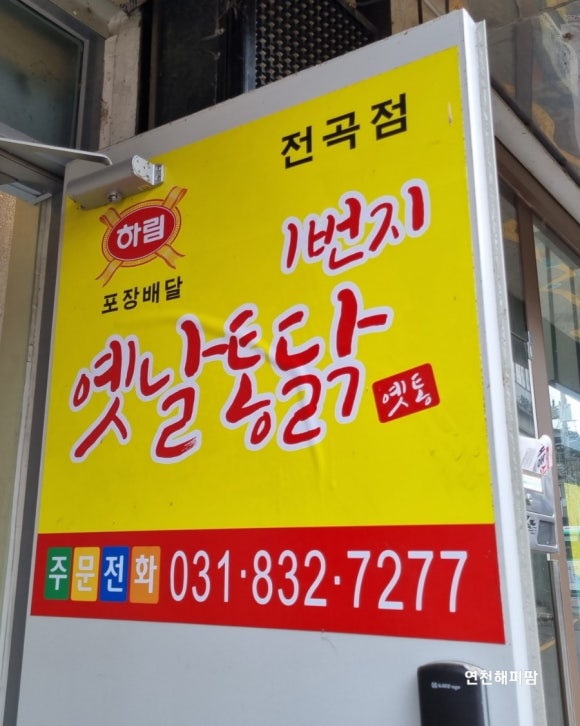 전곡점
하림
1번지
포장배달
옛날통닭
옛통
주문전화 031·832·7277
연천해피팜